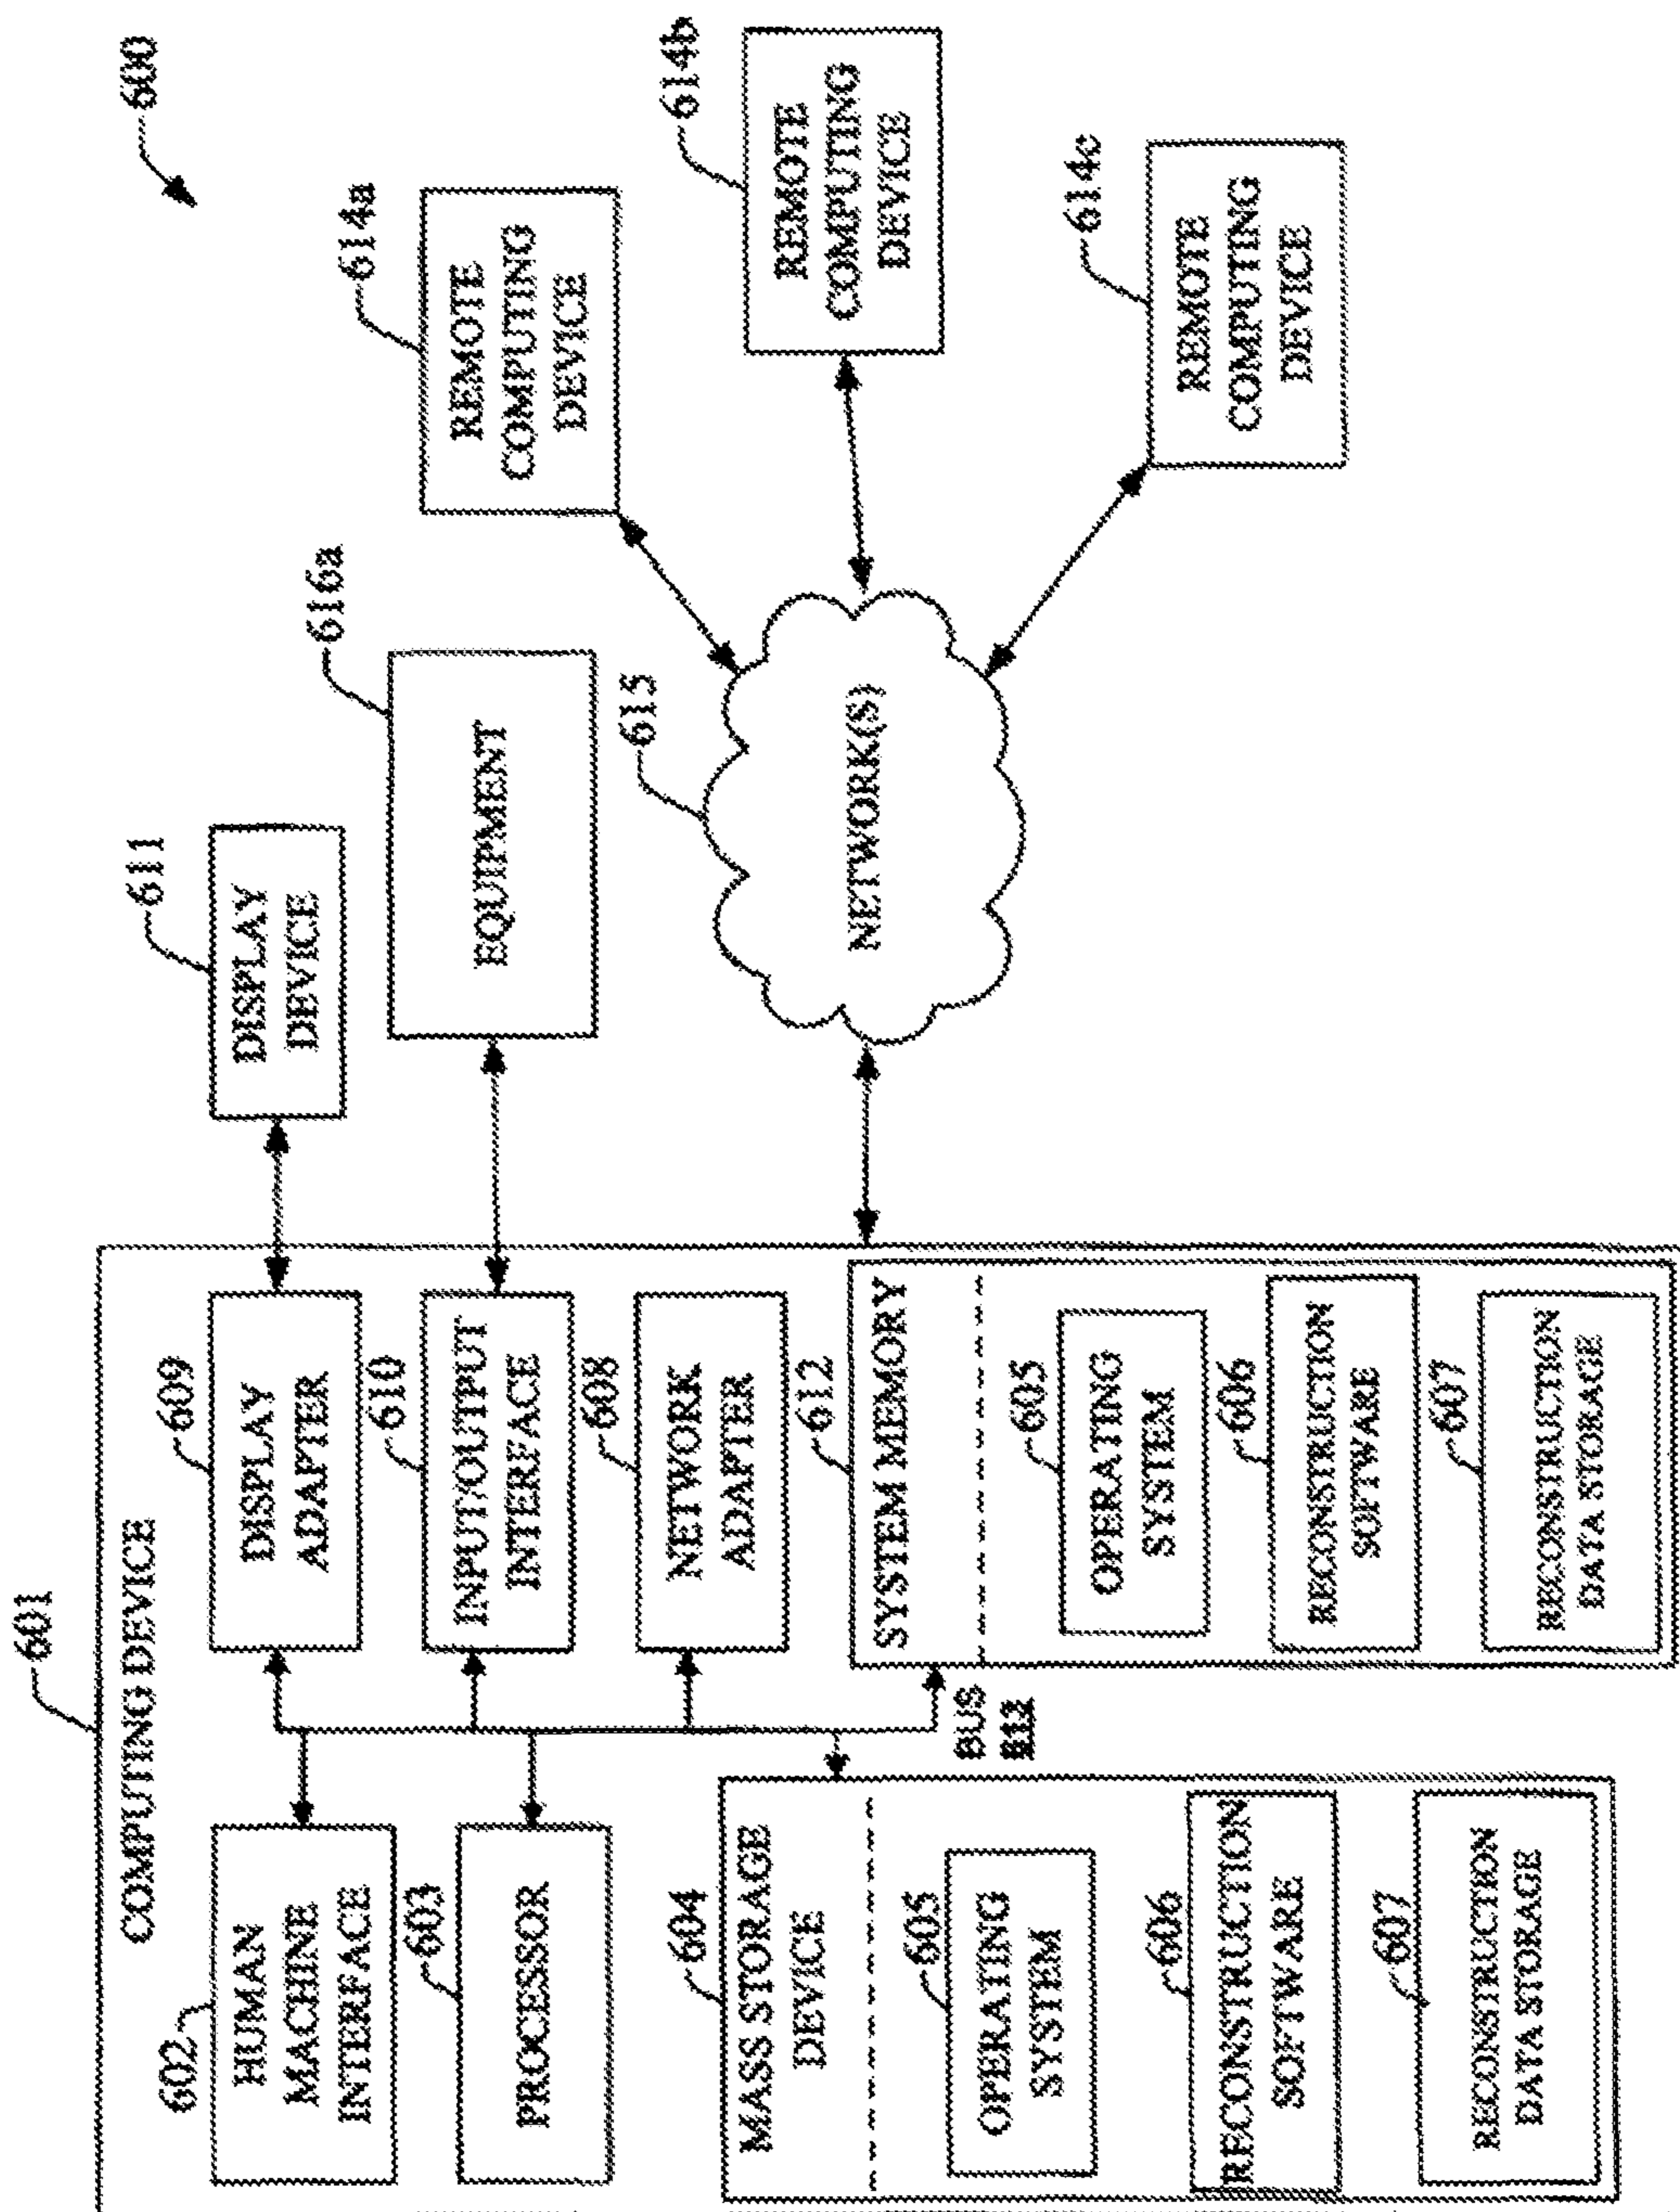 601
600
COMPUTING DEVICE
602
HUMAN
MACHINE
INTERFACE
609
DISPLAY
ADAPTER
611
DISPLAY
DEVICE
603
PROCESSOR
610
INPUT/OUTPUT
INTERFACE
616a
EQUIPMENT
614a
REMOTE
COMPUTING
DEVICE
608
NETWORK
ADAPTER
604
MASS STORAGE
DEVICE
605
OPERATING
SYSTEM
606
RECONSTRUCTION
SOFTWARE
607
RECONSTRUCTION
DATA STORAGE
BUS
612
SYSTEM MEMORY
605
OPERATING
SYSTEM
606
RECONSTRUCTION
SOFTWARE
607
RECONSTRUCTION
DATA STORAGE
615
NETWORK(S)
614b
REMOTE
COMPUTING
DEVICE
614c
REMOTE
COMPUTING
DEVICE